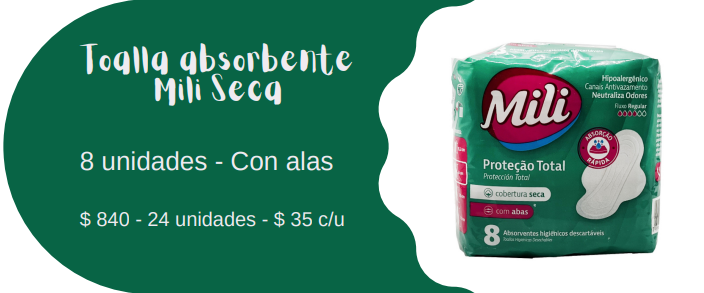 Toalla absorbente
Mili Seca
8 unidades - Con alas
$ 840 - 24 unidades - $ 35 c/u
Hipoalergênico
Canais Antivazamento
Neutraliza Odores
Fluxo Regular
Mili
ABSORÇÃO
RÁPIDA
Proteção Total
Protección Total
cobertura seca
com abas
8 Absorventes higiênicos descartáveis